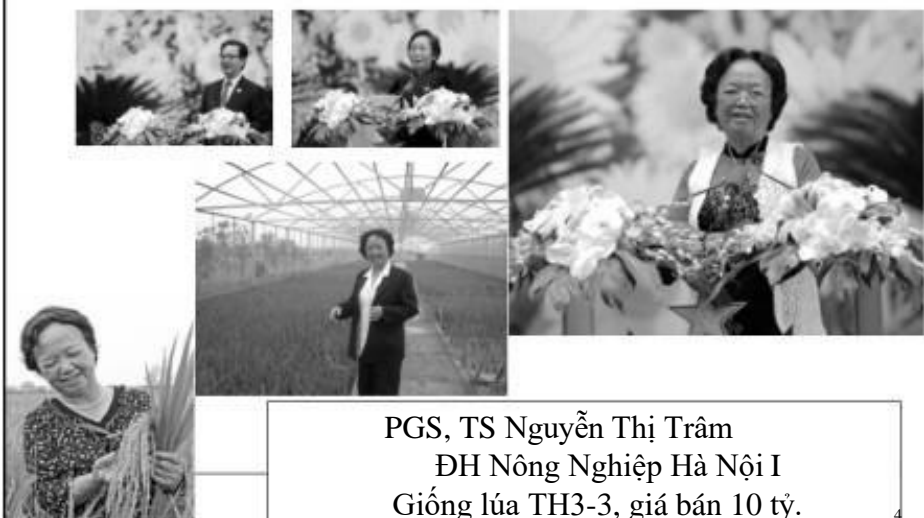 PGS, TS Nguyễn Thị Trâm
ĐH Nông Nghiệp Hà Nội I
Giống lúa TH3-3, giá bán 10 tỷ.
4